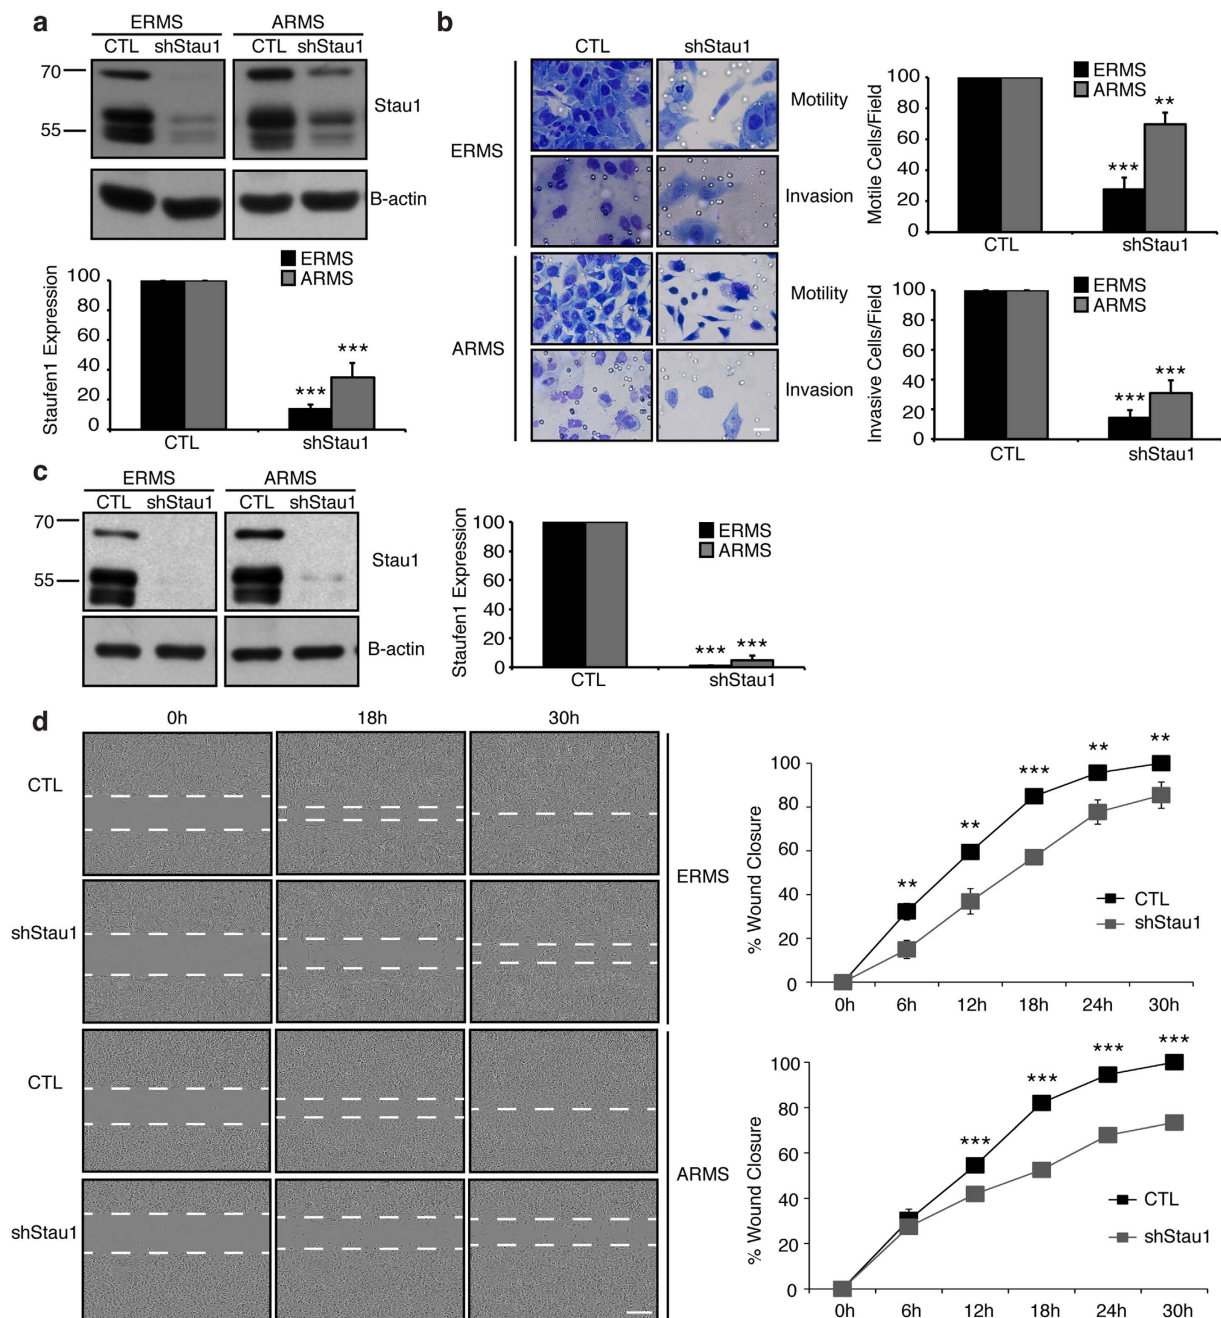 a
ERMS ARMS
CTL shStau1 CTL shStau1
70
Stau1
55
B-actin
ERMS
ARMS
Staufen1 Expression
100
80
60
40
20
0
***
***
CTL shStau1
b
CTL shStau1
ERMS
Motility
Invasion
ARMS
Motility
Invasion
Motile Cells/Field
100
80
60
40
20
0
ERMS
ARMS
***
**
CTL shStau1
Invasive Cells/Field
100
80
60
40
20
0
ERMS
ARMS
***
***
CTL shStau1
c
ERMS ARMS
CTL shStau1 CTL shStau1
70
Stau1
55
B-actin
Staufen1 Expression
100
80
60
40
20
0
ERMS
ARMS
***
***
CTL shStau1
d
0h 18h 30h
CTL
shStau1
ERMS
CTL
shStau1
ARMS
% Wound Closure
100
80
60
40
20
0
**
**
***
**
**
CTL
shStau1
0h 6h 12h 18h 24h 30h
% Wound Closure
100
80
60
40
20
0
***
***
***
***
CTL
shStau1
0h 6h 12h 18h 24h 30h